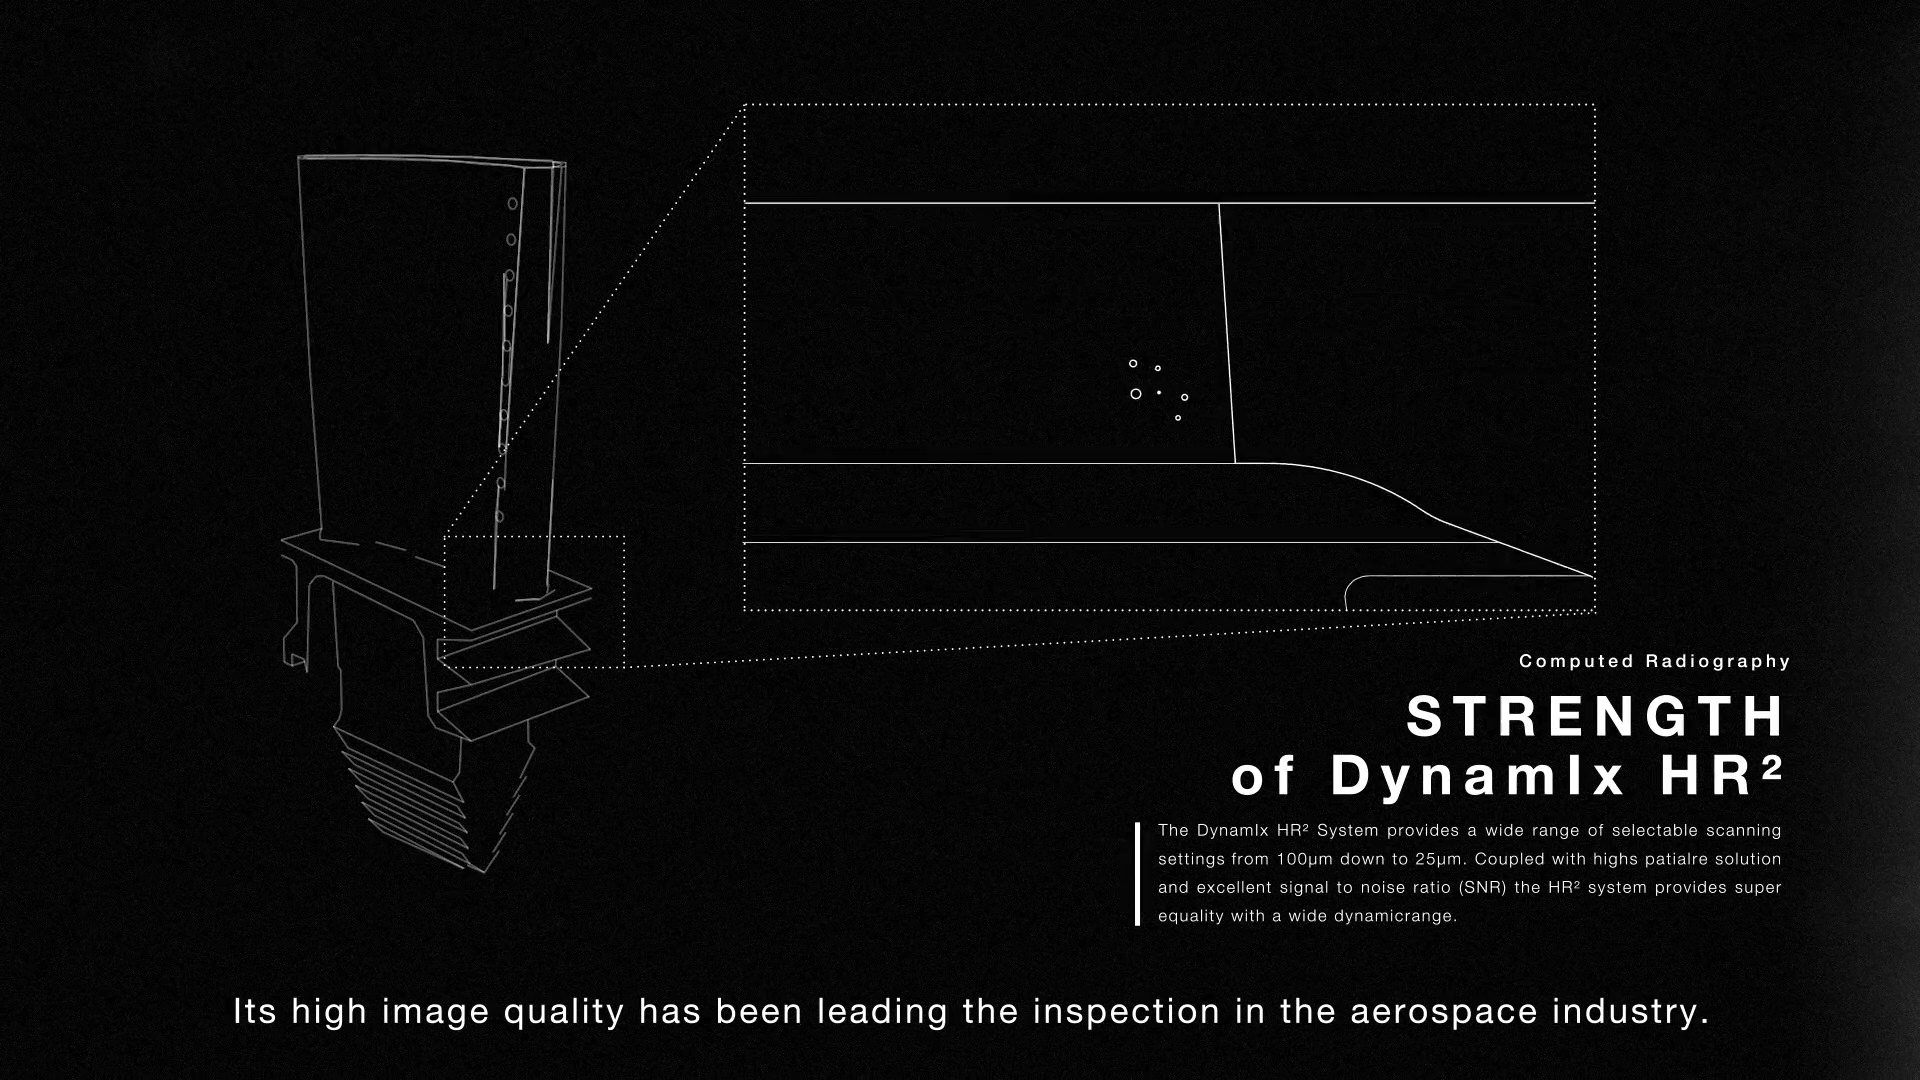 Computed Radiography
STRENGTH
of DynamIx HR²
The DynamIx HR² System provides a wide range of selectable scanning
settings from 100μm down to 25μm. Coupled with highs patialre solution
and excellent signal to noise ratio (SNR) the HR² system provides super
equality with a wide dynamicrange.
Its high image quality has been leading the inspection in the aerospace industry.